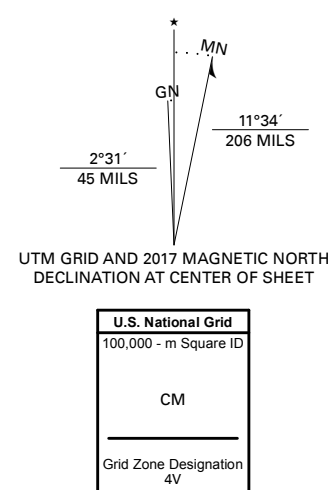 ★
MN
GN
11°34´
206 MILS
2°31´
45 MILS
UTM GRID AND 2017 MAGNETIC NORTH
DECLINATION AT CENTER OF SHEET
U.S. National Grid
100,000 - m Square ID
CM
Grid Zone Designation
4V